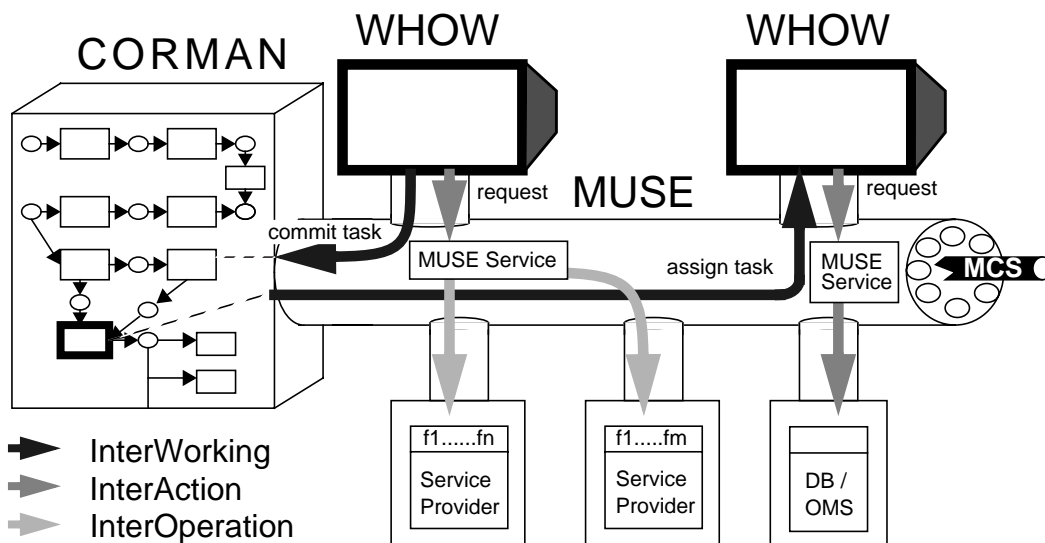 WHOW
WHOW
CORMAN
request
MUSE
request
commit task
MUSE Service
assign task
MUSE
Service
MCS
f1......fn
Service
Provider
f1.....fm
Service
Provider
DB /
OMS
InterWorking
InterAction
InterOperation